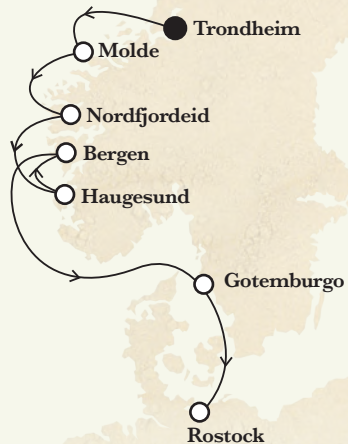 Trondheim
Molde
Nordfjordeid
Bergen
Haugesund
Gotemburgo
Rostock